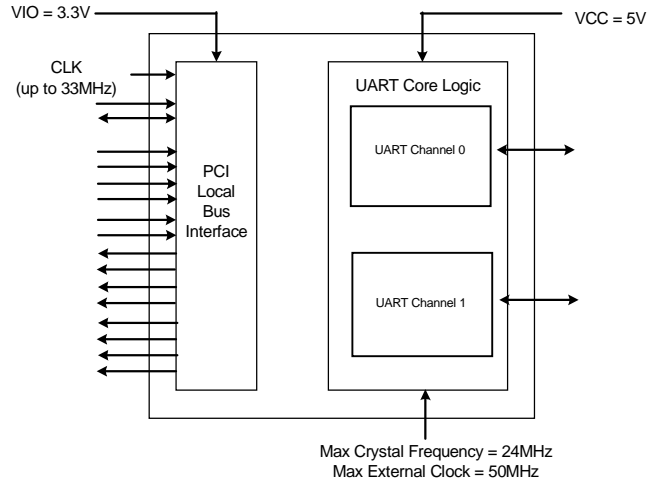 VIO = 3.3V
VCC = 5V
CLK
(up to 33MHz)
UART Core Logic
UART Channel 0
PCI
Local
Bus
Interface
UART Channel 1
Max Crystal Frequency = 24MHz
Max External Clock = 50MHz